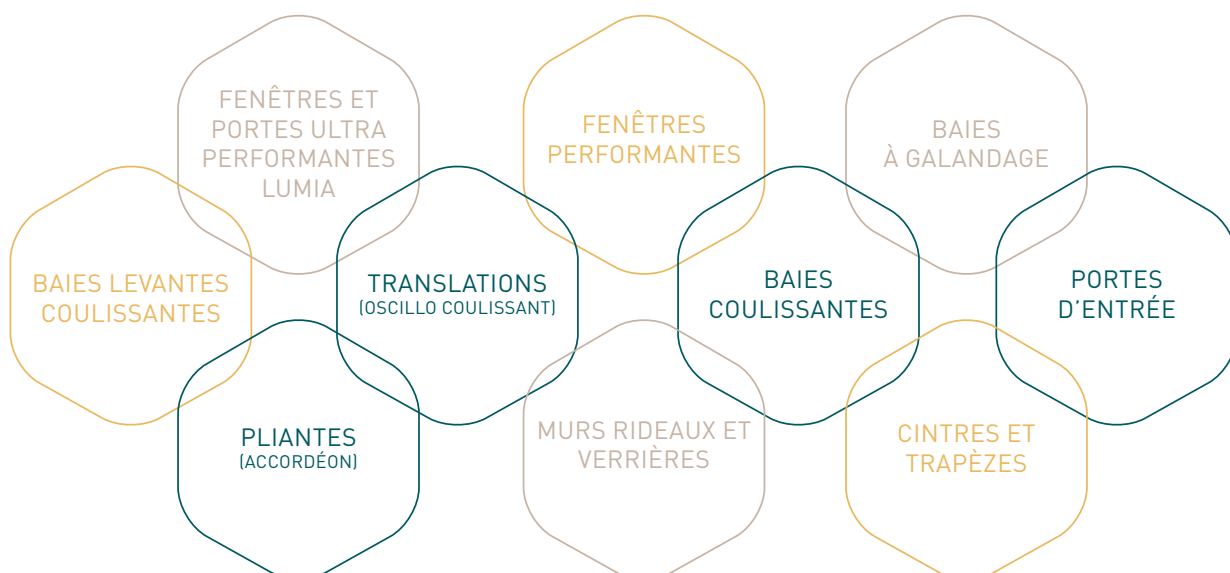 FENÊTRES ET
PORTES ULTRA
PERFORMANTES
LUMIA
FENÊTRES
PERFORMANTES
BAIES
À GALANDAGE
BAIES LEVANTES
COULISSANTES
TRANSLATIONS
(OSCILLO COULISSANT)
BAIES
COULISSANTES
PORTES
D'ENTRÉE
PLIANTES
(ACCORDÉON)
MURS RIDEAUX ET
VERRIÈRES
CINTRES ET
TRAPÈZES